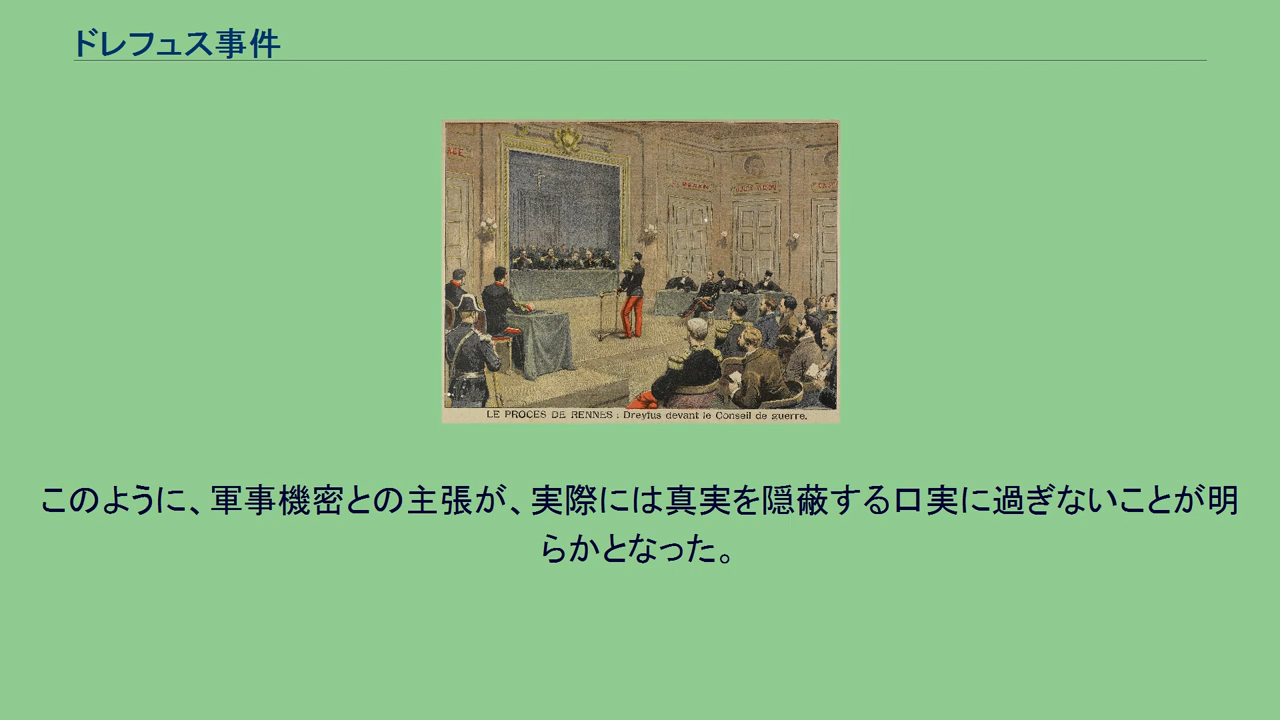 ドレフュス事件
LE PROCES DE RENNES : Dreyfus devant le Conseil de guerre.
このように、軍事機密との主張が、実際には真実を隠蔽する口実に過ぎないことが明
らかとなった。